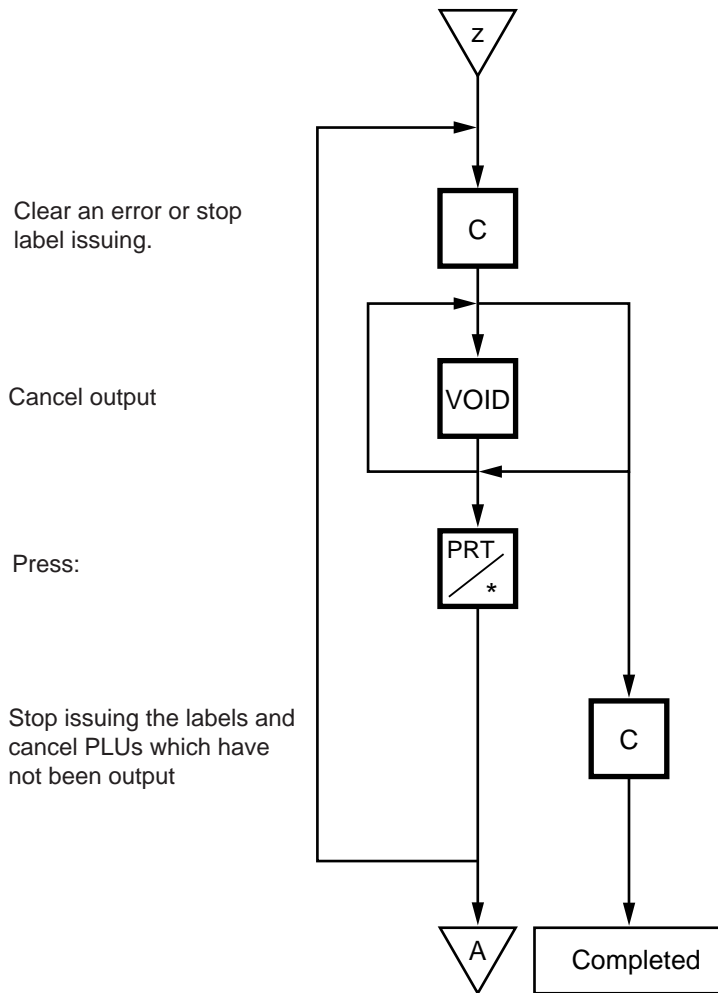 z
Clear an error or stop
label issuing.
C
Cancel output
VOID
Press:
PRT
*
Stop issuing the labels and
cancel PLUs which have
not been output
C
A
Completed